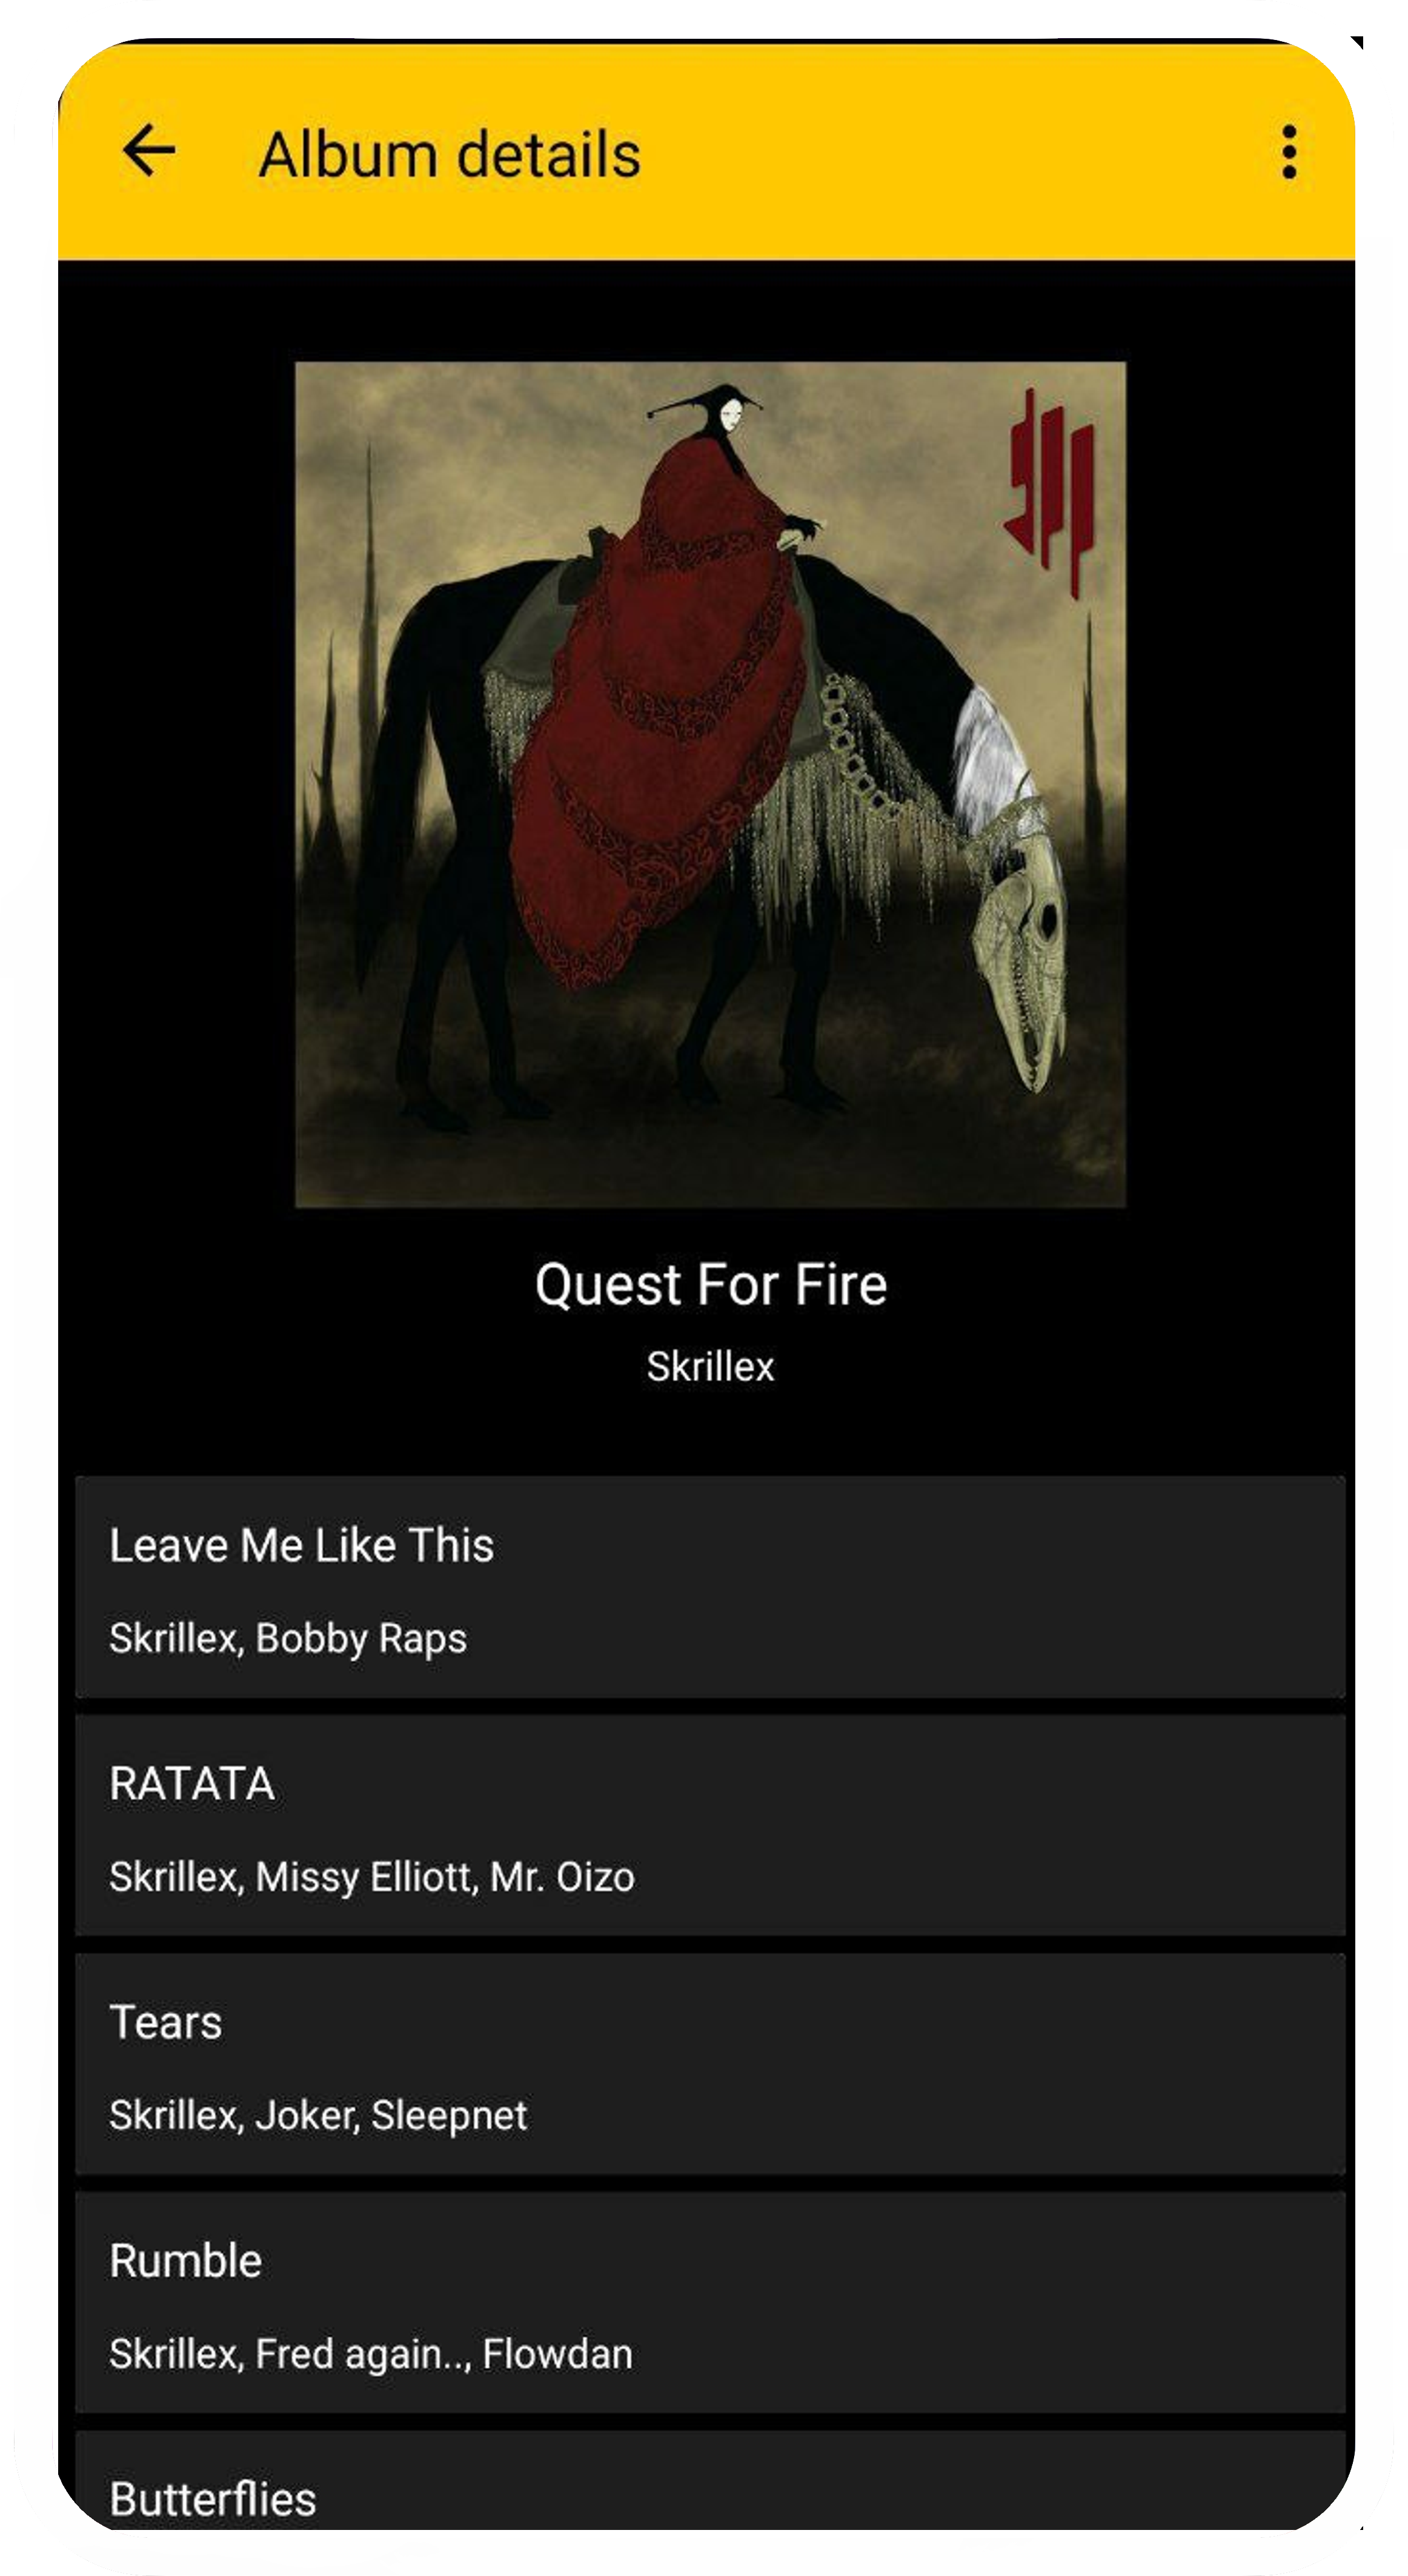 Album details
Quest For Fire
Skrillex
Leave Me Like This
Skrillex, Bobby Raps
RATATA
Skrillex, Missy Elliott, Mr. Oizo
Tears
Skrillex, Joker, Sleepnet
Rumble
Skrillex, Fred again.., Flowdan
Butterflies